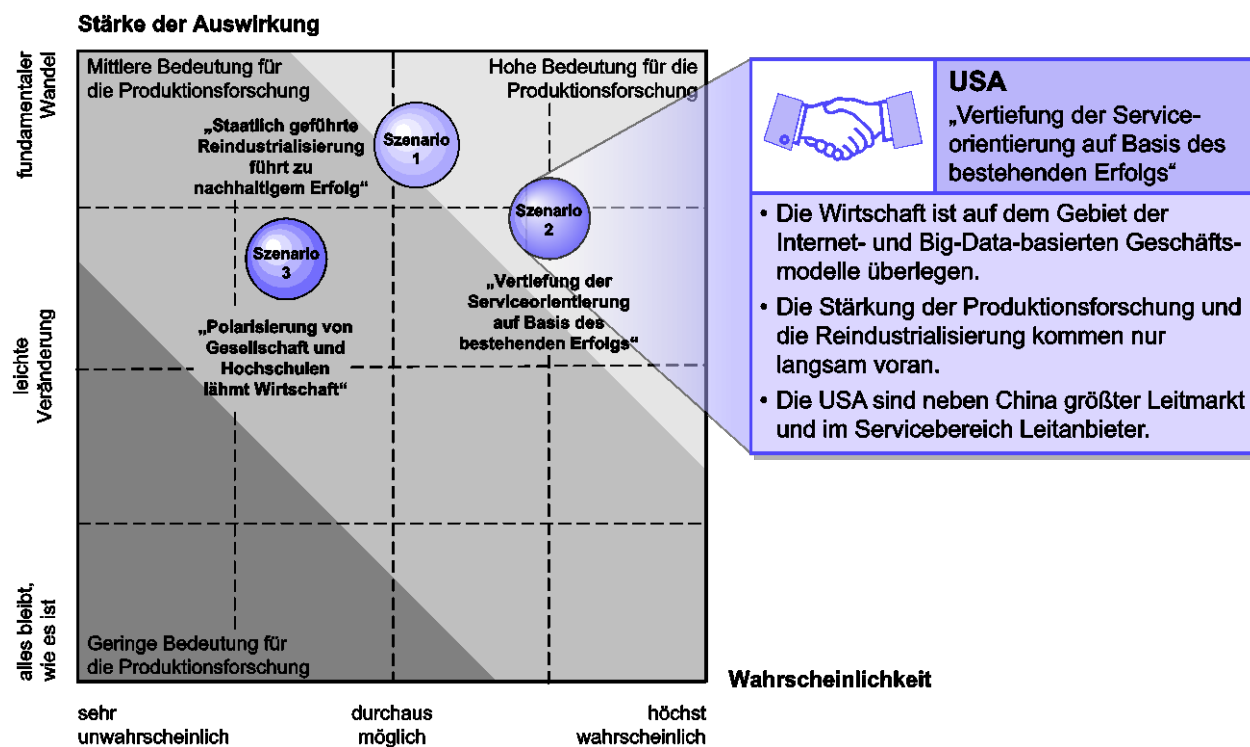 Stärke der Auswirkung
fundamentaler
Wandel
leichte
Veränderung
alles bleibt,
wie es ist
Mittlere Bedeutung für
die Produktionsforschung
Hohe Bedeutung für die
Produktionsforschung
„Staatlich geführte
Reindustrialisierung
führt zu
nachhaltigem Erfolg“
Szenario
1
Szenario
2
Szenario
3
„Vertiefung der
Serviceorientierung
auf Basis des
bestehenden Erfolgs“
„Polarisierung von
Gesellschaft und
Hochschulen
lähmt Wirtschaft“
Geringe Bedeutung für
die Produktionsforschung
Wahrscheinlichkeit
sehr
unwahrscheinlich
durchaus
möglich
höchst
wahrscheinlich
USA
„Vertiefung der Service-
orientierung auf Basis des
bestehenden Erfolgs“
• Die Wirtschaft ist auf dem Gebiet der
Internet- und Big-Data-basierten Geschäfts-
modelle überlegen.
• Die Stärkung der Produktionsforschung und
die Reindustrialisierung kommen nur
langsam voran.
• Die USA sind neben China größter Leitmarkt
und im Servicebereich Leitanbieter.